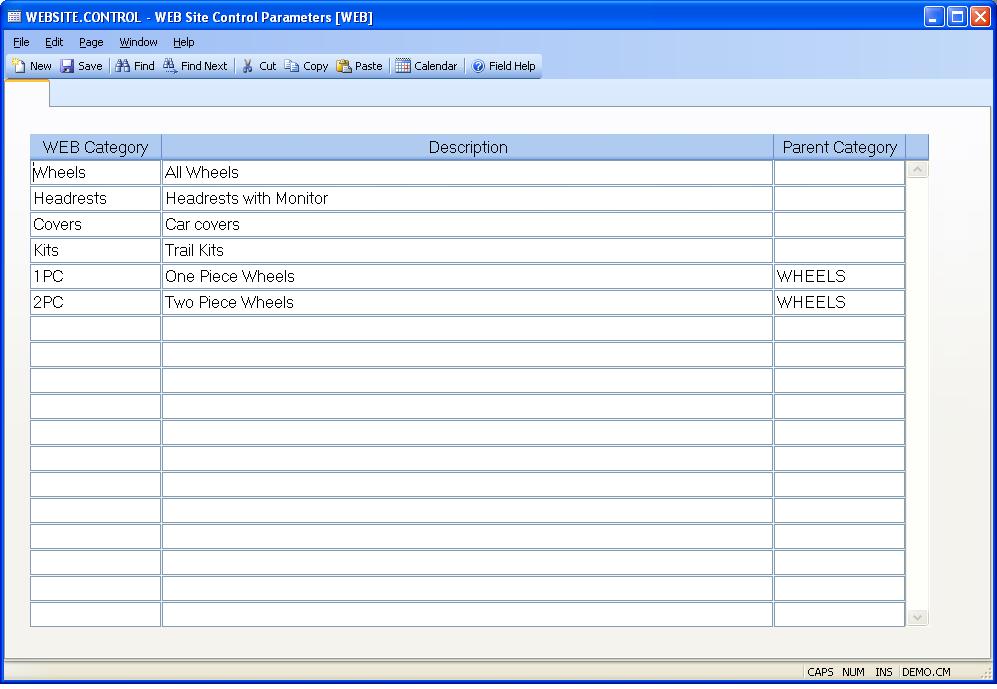 WEBSITE.CONTROL - WEB Site Control Parameters [WEB]
File Edit Page Window Help
New Save Find Find Next Cut Copy Paste Calendar Field Help
WEB Category Description Parent Category
Wheels All Wheels
Headrests Headrests with Monitor
Covers Car covers
Kits Trail Kits
1PC One Piece Wheels WHEELS
2PC Two Piece Wheels WHEELS
CAPS NUM INS DEMO.CM